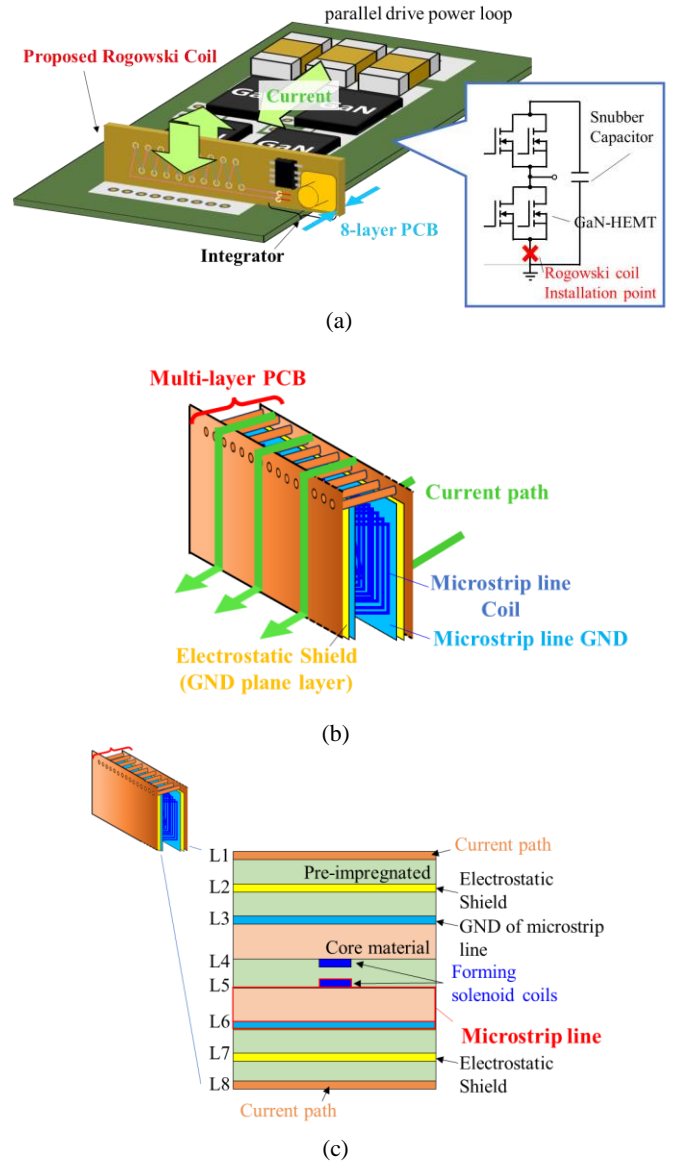 parallel drive power loop
Proposed Rogowski Coil
Current
GaN
GaN
GaN
Snubber
Capacitor
GaN-HEMT
8-layer PCB
Integrator
Rogowski coil
Installation point
(a)
Multi-layer PCB
Current path
Microstrip line
Coil
Microstrip line GND
Electrostatic Shield
(GND plane layer)
(b)
L1
Current path
Pre-impregnated
L2
Electrostatic
Shield
L3
GND of microstrip
line
Core material
L4
Forming
solenoid coils
L5
L6
Microstrip line
L7
Electrostatic
Shield
L8
Current path
(c)